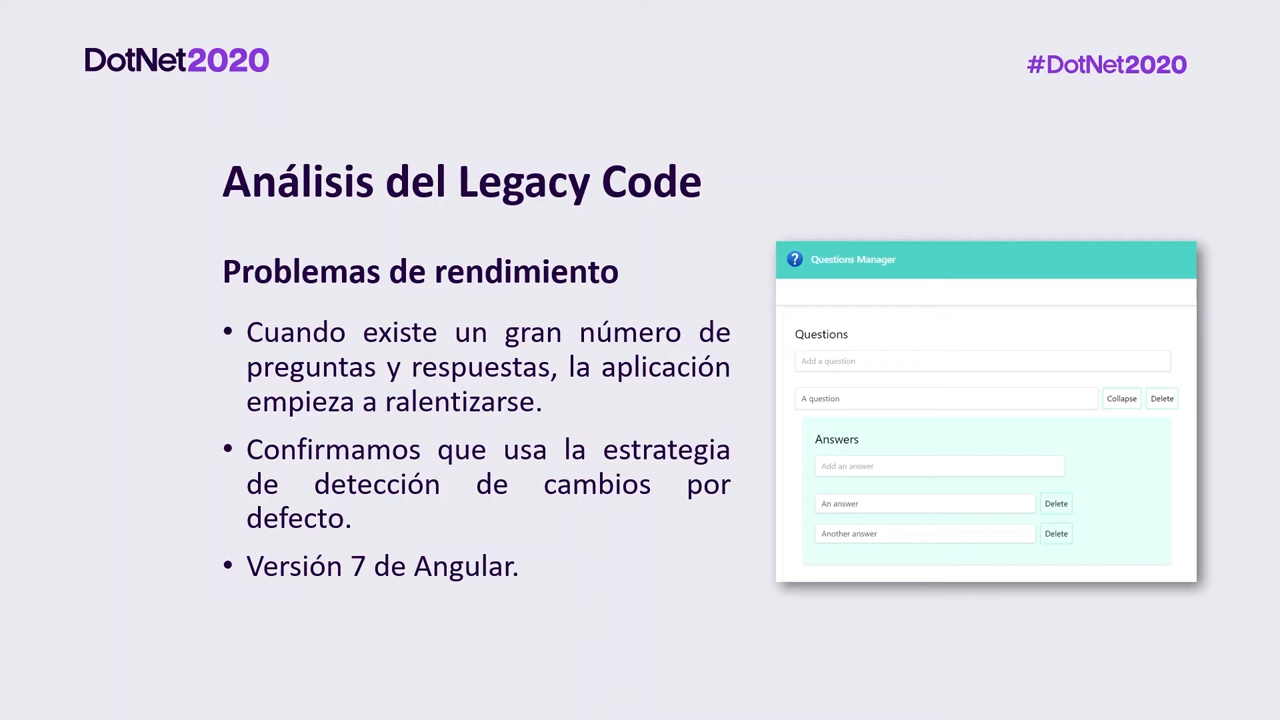 DotNet2020
#DotNet2020
Análisis del Legacy Code
Problemas de rendimiento
• Cuando existe un gran número de
preguntas y respuestas, la aplicación
empieza a ralentizarse.
• Confirmamos que usa la estrategia
de detección de cambios por
defecto.
• Versión 7 de Angular.
? Questions Manager
Questions
Add a question
A question Collapse Delete
Answers
Add an answer
An answer Delete
Another answer Delete